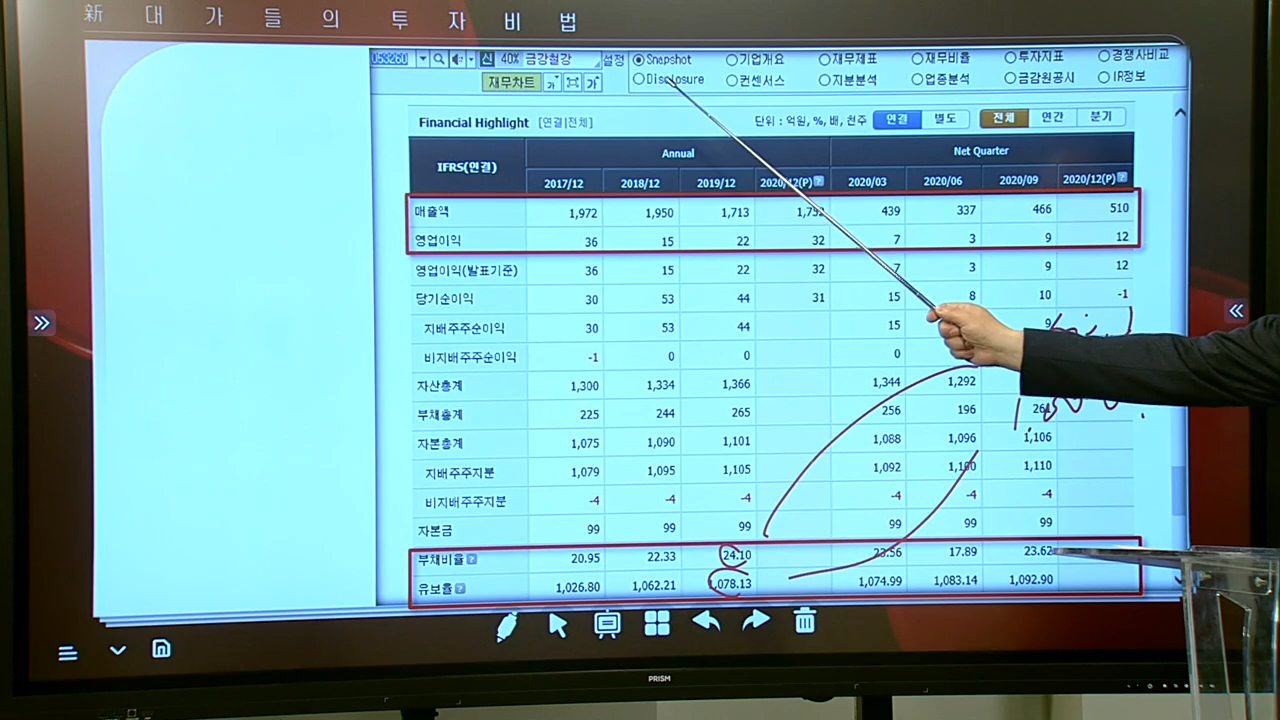 新 대 가 들 의 투 자 비 법
053260 신 40% 금강철강 설정 Snapshot 기업개요 재무제표 재무비율 투자지표 경쟁사비교
재무차트 가 가 Disclosure 컨센서스 지분분석 업종분석 금감원공시 IR정보
Financial Highlight [연결|전체] 단위 : 억원, %, 배, 천주 연결 별도 전체 연간 분기
IFRS(연결) Annual Net Quarter
2017/12 2018/12 2019/12 2020/12(P) 2020/03 2020/06 2020/09 2020/12(P)
매출액 1,972 1,950 1,713 1,752 439 337 466 510
영업이익 36 15 22 32 7 3 9 12
영업이익(발표기준) 36 15 22 32 7 3 9 12
당기순이익 30 53 44 31 15 8 10 -1
지배주주순이익 30 53 44 15 9
비지배주주순이익 -1 0 0 0
자산총계 1,300 1,334 1,366 1,344 1,292
부채총계 225 244 265 256 196 261
자본총계 1,075 1,090 1,101 1,088 1,096 1,106
지배주주지분 1,079 1,095 1,105 1,092 1,100 1,110
비지배주주지분 -4 -4 -4 -4 -4 -4
자본금 99 99 99 99 99 99
부채비율 20.95 22.33 24.10 23.56 17.89 23.62
유보율 1,026.80 1,062.21 1,078.13 1,074.99 1,083.14 1,092.90
PRISM